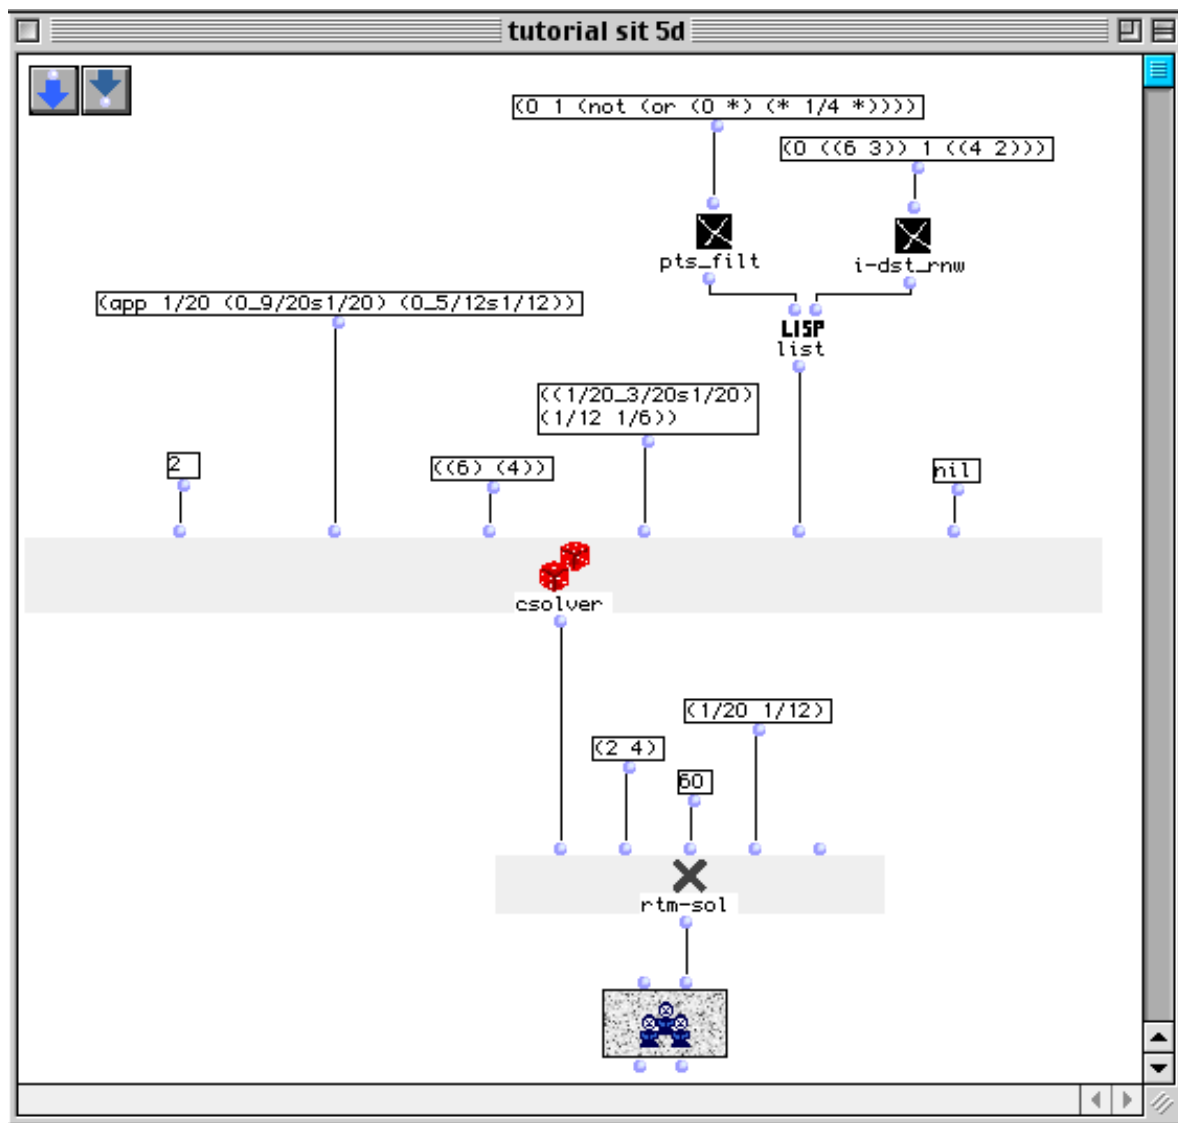 tutorial sit 5d
(0 1 (not (or (0 *) (* 1/4 *))))
(0 ((6 3)) 1 ((4 2)))
pts_filt
i-dst_rnw
(app 1/20 (0_9/20s1/20) (0_5/12s1/12))
LISP
list
((1/20_3/20s1/20)
(1/12 1/6))
2
((6) (4))
nil
csolver
(1/20 1/12)
(2 4)
60
rtm-sol